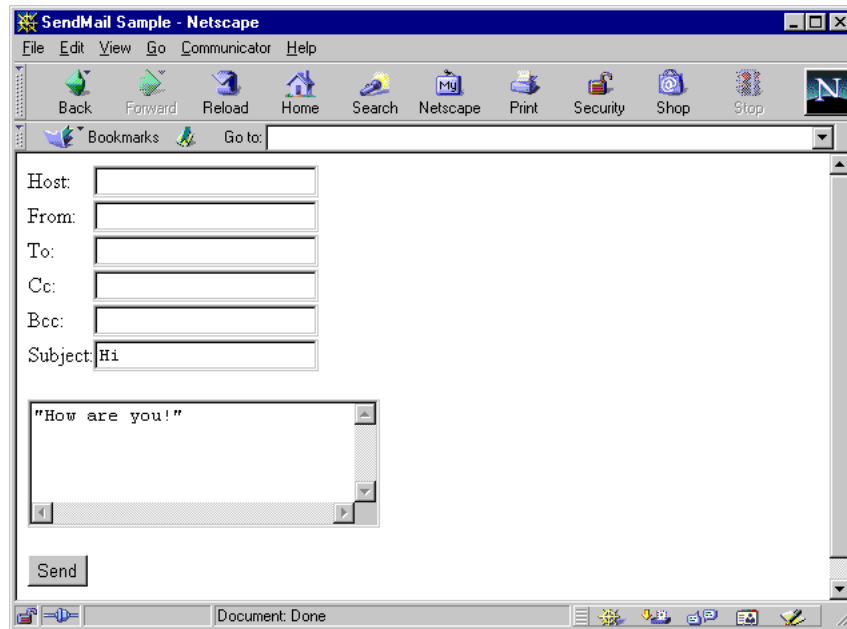 SendMail Sample - Netscape
File Edit View Go Communicator Help
My N
Back Forward Reload Home Search Netscape Print Security Shop Stop
Bookmarks Go to:
Host:
From:
To:
Cc:
Bcc:
Subject: Hi
"How are you!"
Send
Document: Done